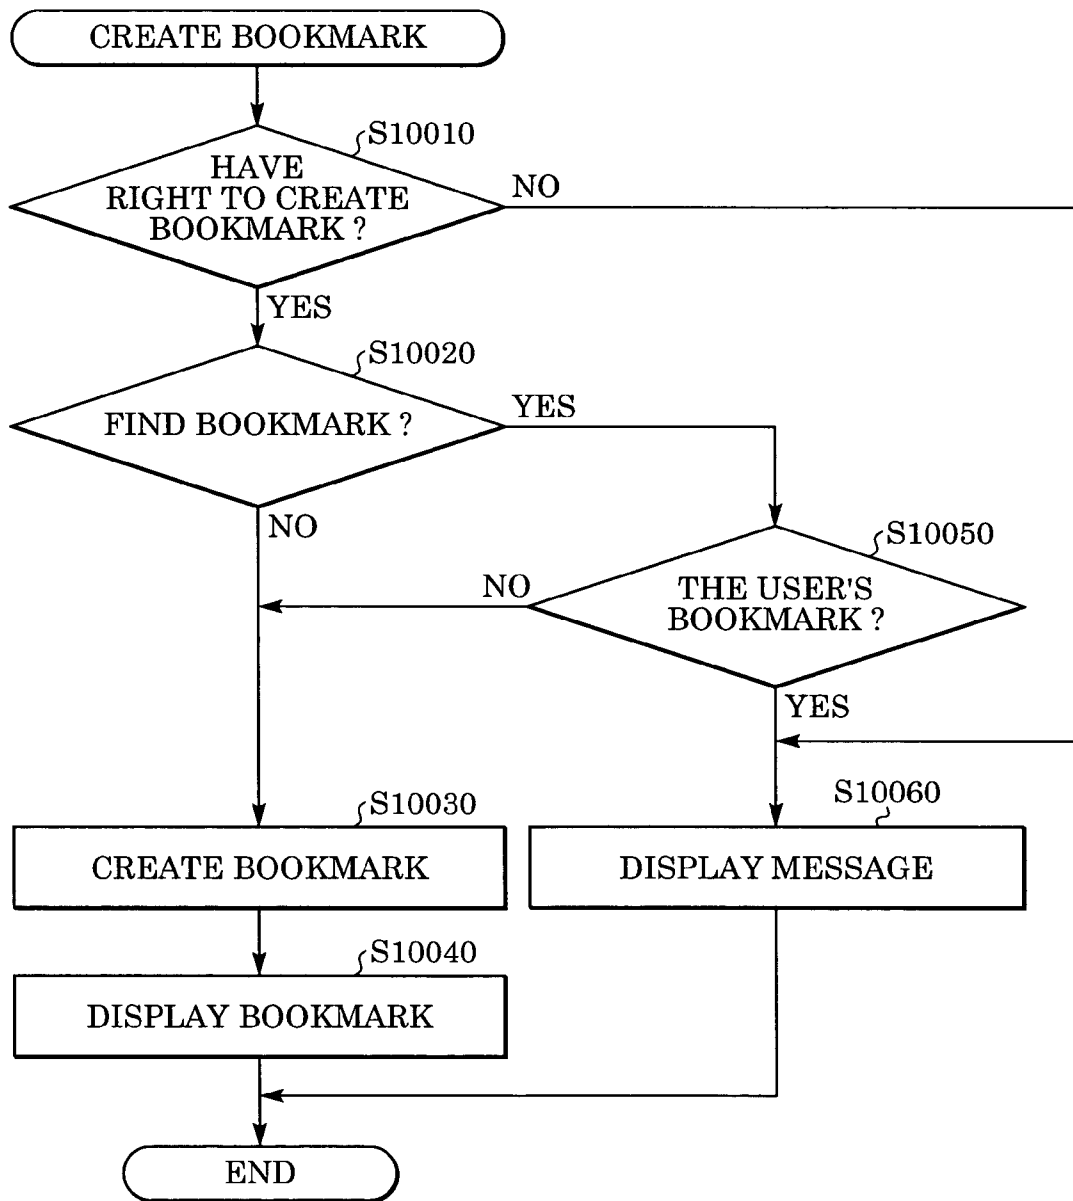 CREATE BOOKMARK
S10010
HAVE
RIGHT TO CREATE
BOOKMARK ?
NO
YES
S10020
FIND BOOKMARK ?
YES
NO
S10050
NO
THE USER'S
BOOKMARK ?
YES
S10030
S10060
CREATE BOOKMARK
DISPLAY MESSAGE
S10040
DISPLAY BOOKMARK
END